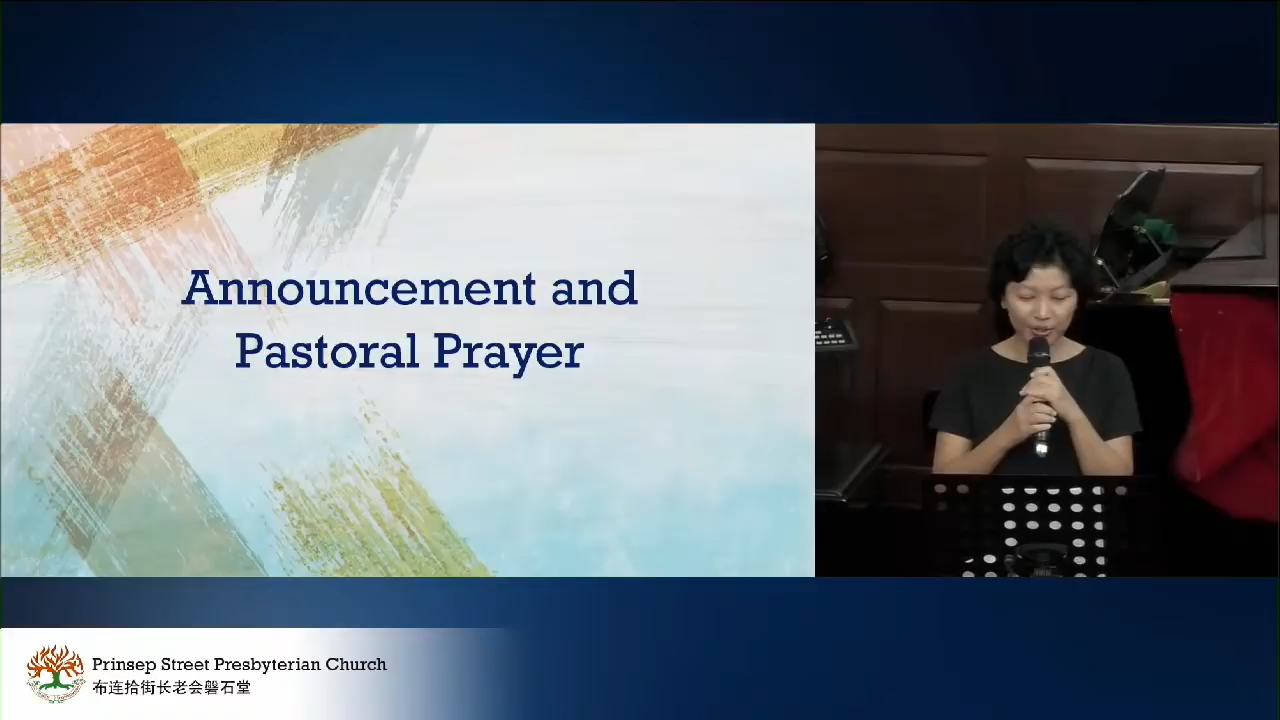 Announcement and
Pastoral Prayer
Prinsep Street Presbyterian Church
布连拾街长老会磐石堂